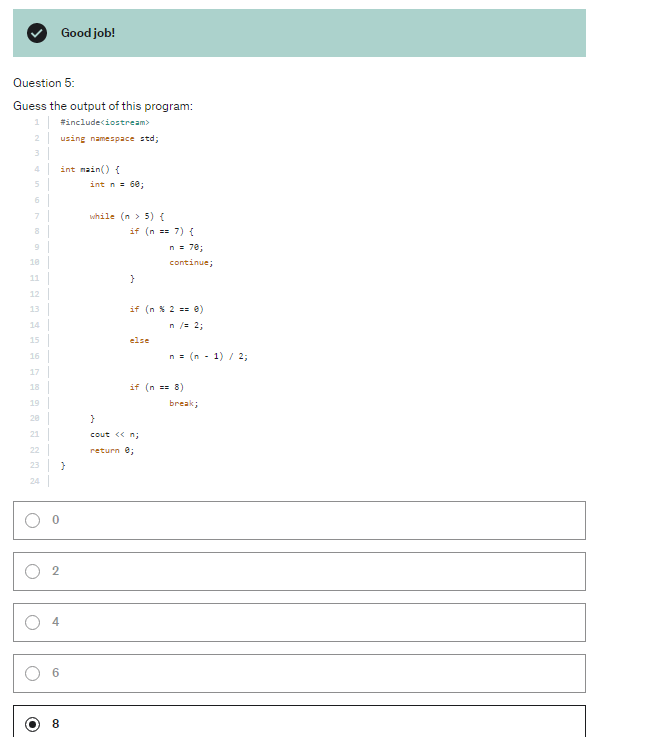 Good job!
Question 5:
Guess the output of this program:
1 #include<iostream>
2 using namespace std;
3
4 int main() {
5 int n = 60;
6
7 while (n > 5) {
8 if (n == 7) {
9 n = 70;
10 continue;
11 }
12
13 if (n % 2 == 0)
14 n /= 2;
15 else
16 n = (n - 1) / 2;
17
18 if (n == 8)
19 break;
20 }
21 cout << n;
22 return 0;
23 }
24
0
2
4
6
8